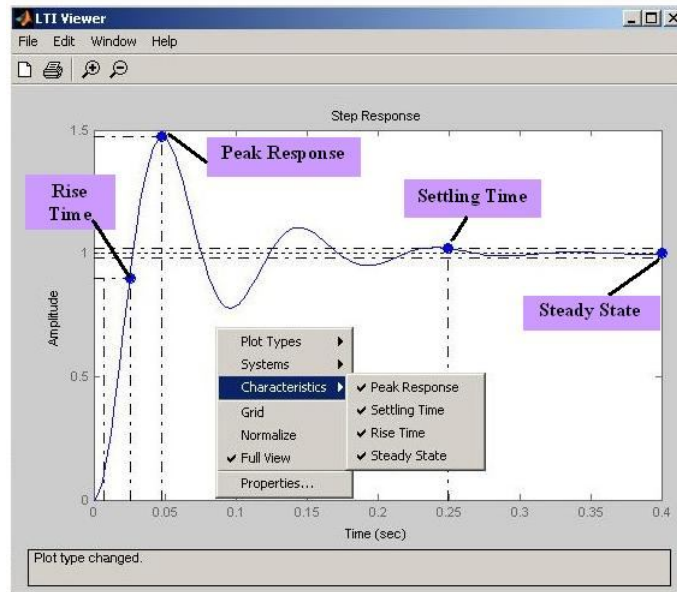 LTI Viewer
File Edit Window Help
Step Response
1.5
Peak Response
Rise
Time
Settling Time
1
Steady State
Amplitude
Plot Types
Systems
Characteristics
Peak Response
0.5
Settling Time
Grid
Normalize
Rise Time
Full View
Steady State
Properties...
0
0 0.05 0.1 0.15 0.2 0.25 0.3 0.35 0.4
Time (sec)
Plot type changed.